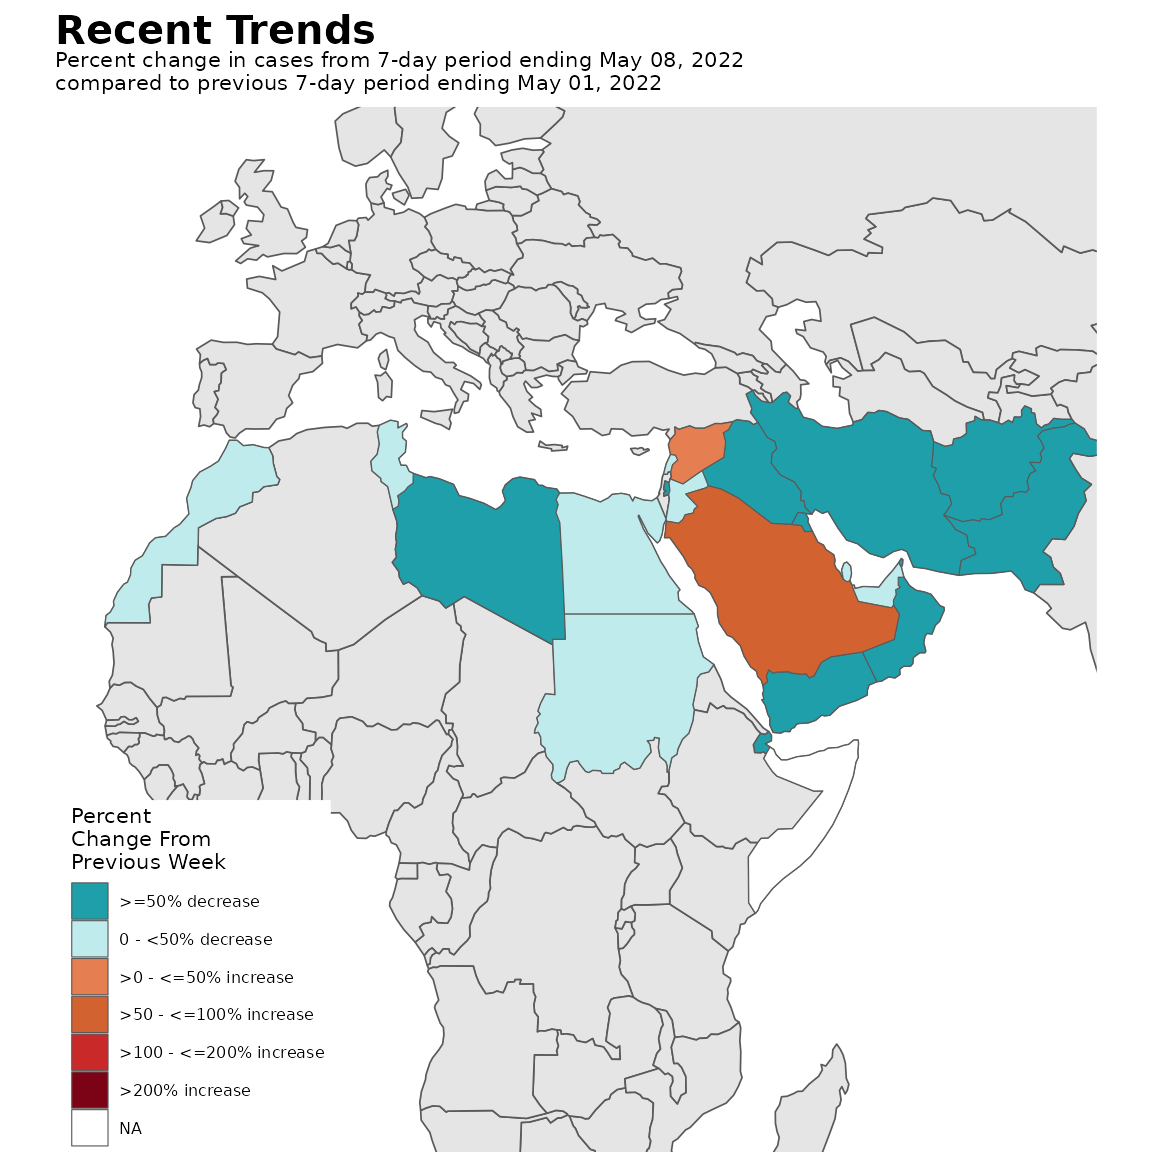 Recent Trends
Percent change in cases from 7-day period ending May 08, 2022
compared to previous 7-day period ending May 01, 2022
Percent
Change From
Previous Week
>=50% decrease
0 - <50% decrease
>0 - <=50% increase
>50 - <=100% increase
>100 - <=200% increase
>200% increase
NA